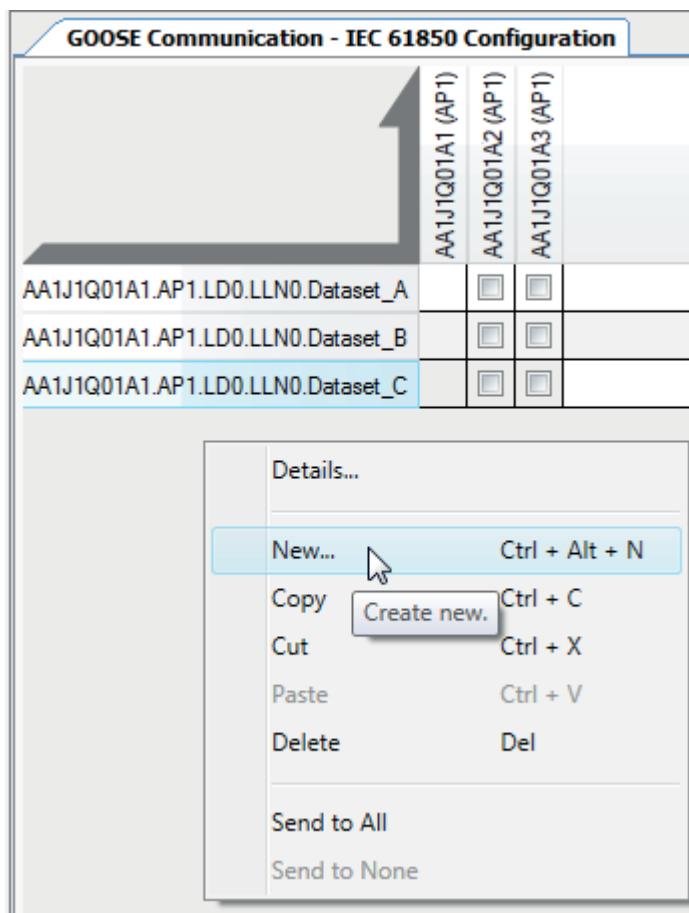 GOOSE Communication - IEC 61850 Configuration
AA1J1Q01A1 (AP1)
AA1J1Q01A2 (AP1)
AA1J1Q01A3 (AP1)
AA1J1Q01A1.AP1.LD0.LLN0.Dataset_A
AA1J1Q01A1.AP1.LD0.LLN0.Dataset_B
AA1J1Q01A1.AP1.LD0.LLN0.Dataset_C
Details...
New... Ctrl + Alt + N
Copy Ctrl + C
Create new.
Cut Ctrl + X
Paste Ctrl + V
Delete Del
Send to All
Send to None